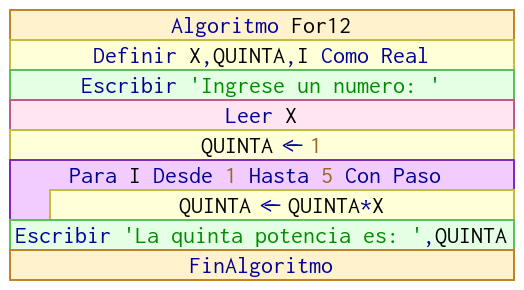 Algoritmo For12
Definir X,QUINTA,I Como Real
Escribir 'Ingrese un numero: '
Leer X
QUINTA ← 1
Para I Desde 1 Hasta 5 Con Paso
QUINTA ← QUINTA*X
Escribir 'La quinta potencia es: ',QUINTA
FinAlgoritmo